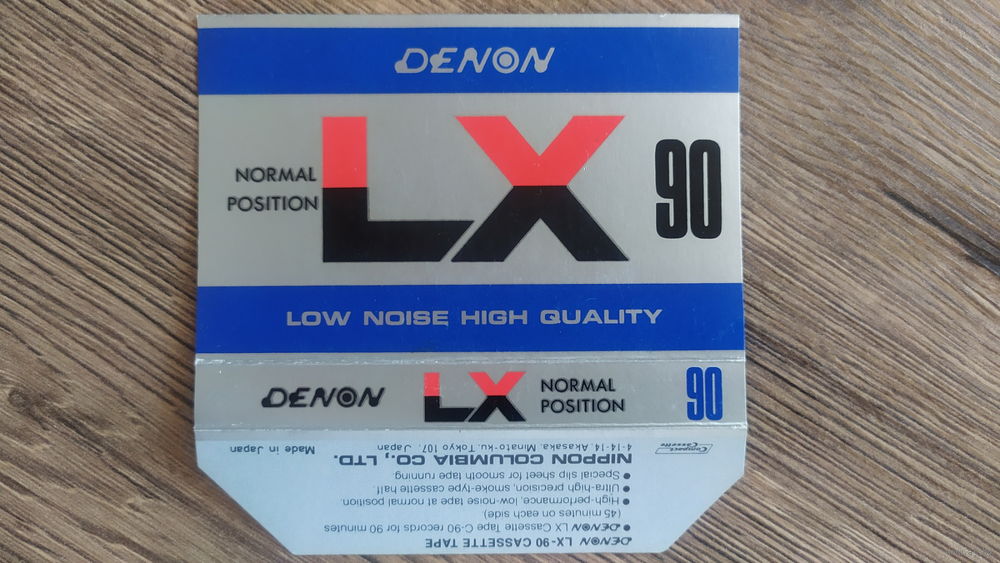 DENON
NORMAL
POSITION
LX
90
LOW NOISE HIGH QUALITY
DENON
LX
NORMAL
POSITION
90
DENON LX-90 CASSETTE TAPE
● DENON LX Cassette Tape C-90 records for 90 minutes
(45 minutes on each side)
● High-performance, low-noise tape at normal position.
● Ultra-high precision, smoke-type cassette half.
● Special slip sheet for smooth tape running.
NIPPON COLUMBIA CO., LTD.
4-14-14, Akasaka, Minato-ku, Tokyo 107, Japan
Made in Japan
Compact Cassette